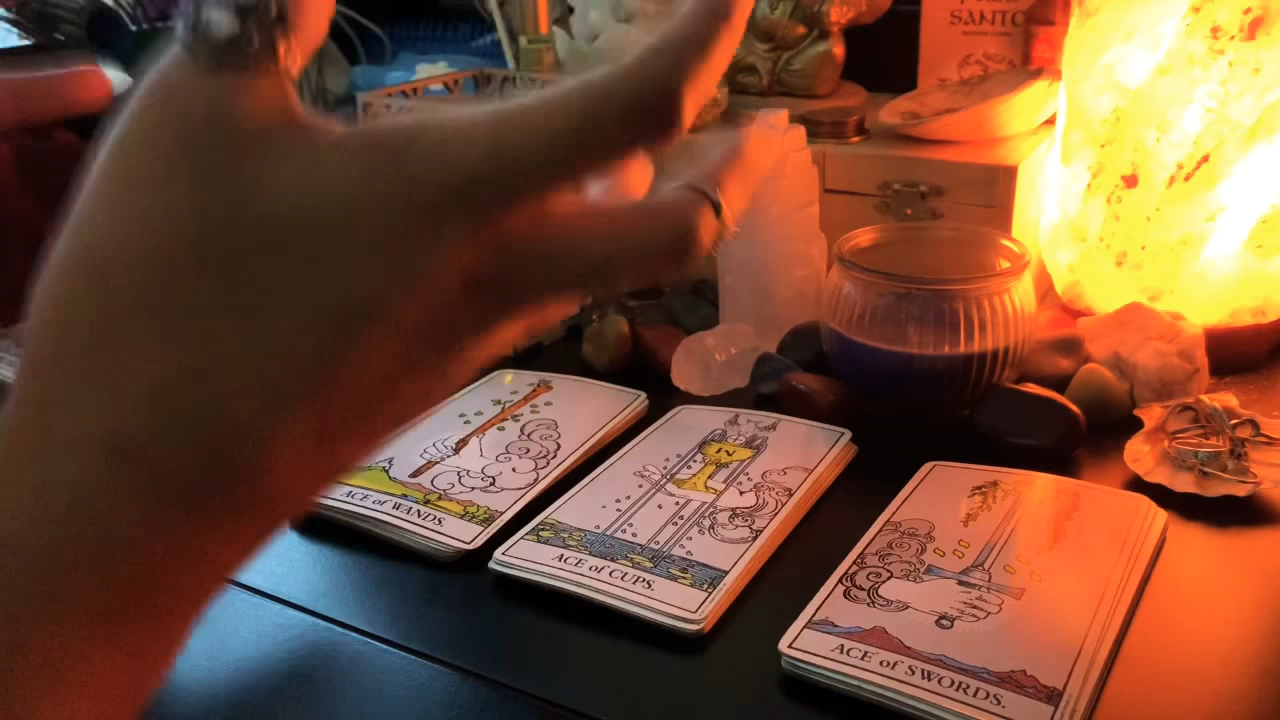 SANTO
ACE of WANDS.
W
ACE of CUPS.
ACE of SWORDS.